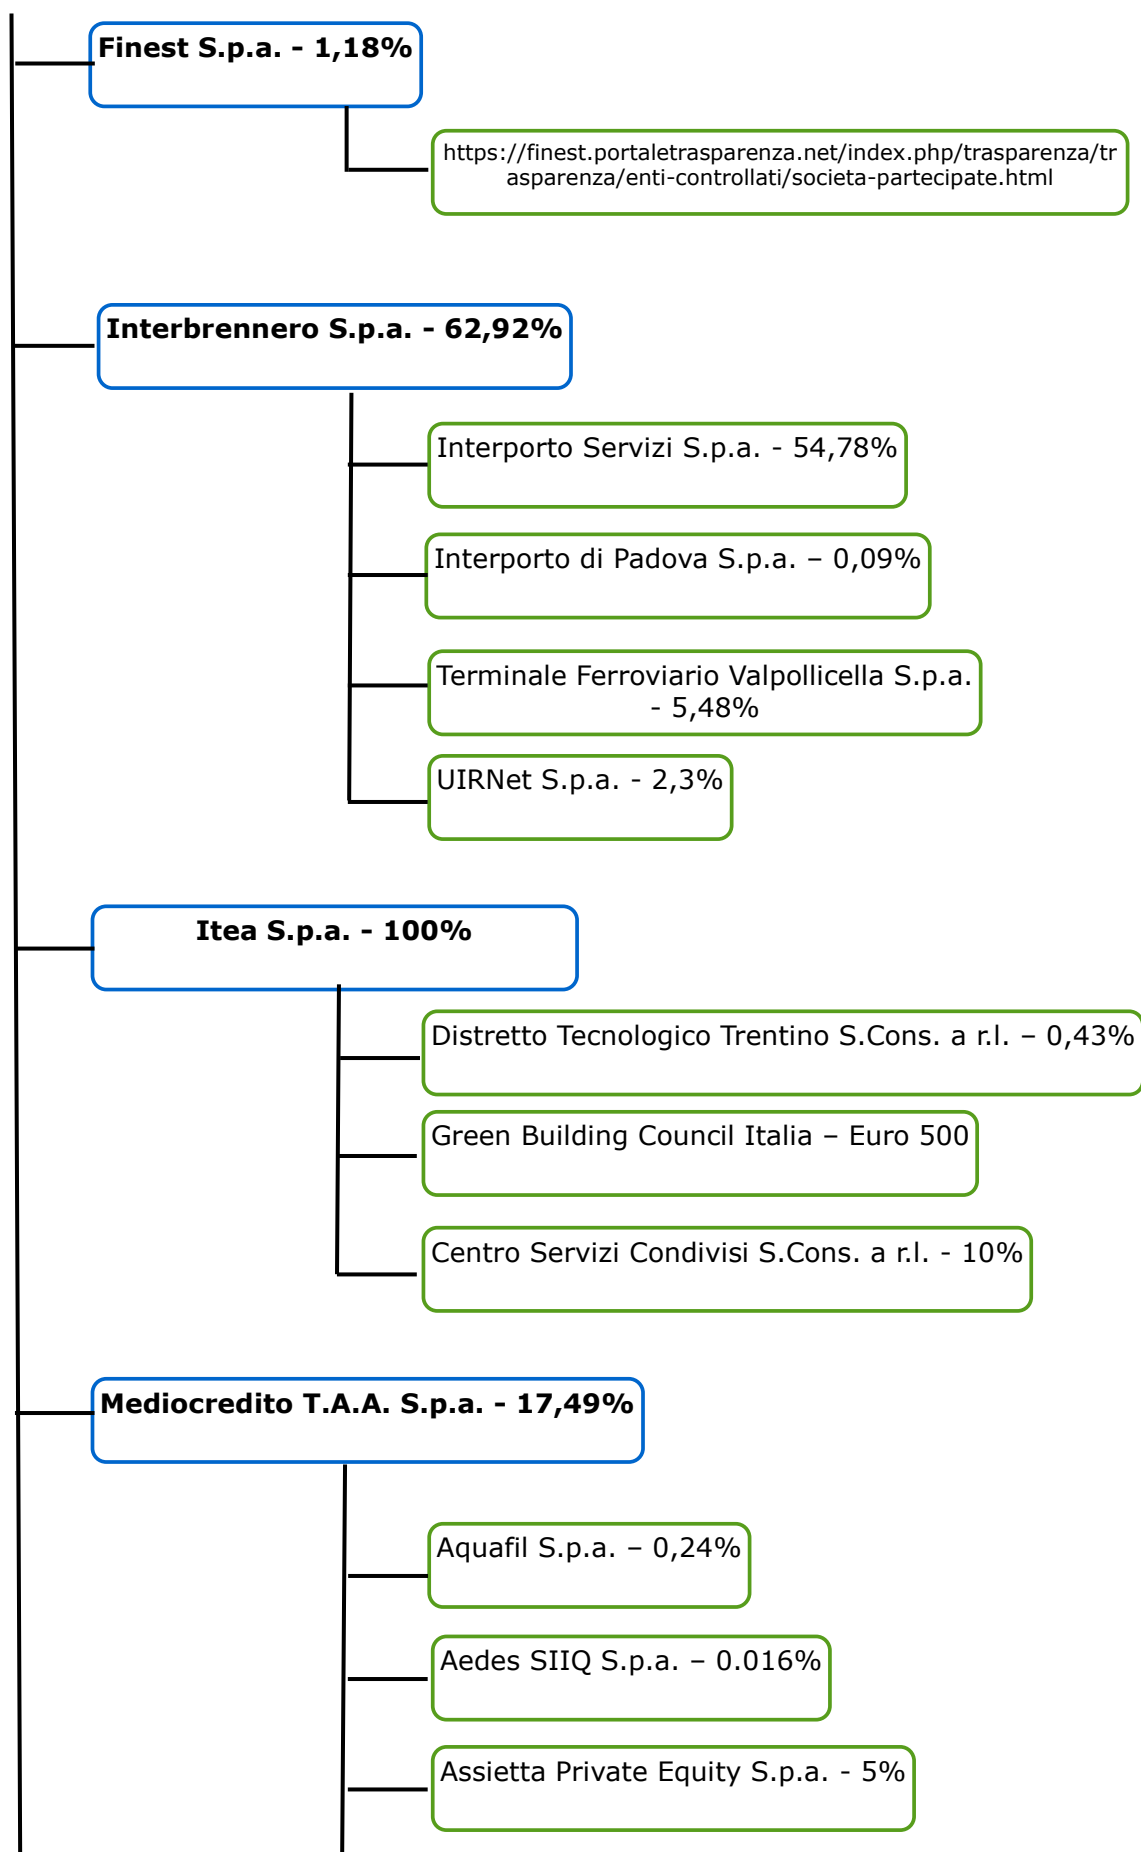 Finest S.p.a. - 1,18%
https://finest.portaletrasparenza.net/index.php/trasparenza/tr
asparenza/enti-controllati/societa-partecipate.html
Interbrennero S.p.a. - 62,92%
Interporto Servizi S.p.a. - 54,78%
Interporto di Padova S.p.a. – 0,09%
Terminale Ferroviario Valpollicella S.p.a.
- 5,48%
UIRNet S.p.a. - 2,3%
Itea S.p.a. - 100%
Distretto Tecnologico Trentino S.Cons. a r.l. – 0,43%
Green Building Council Italia – Euro 500
Centro Servizi Condivisi S.Cons. a r.l. - 10%
Mediocredito T.A.A. S.p.a. - 17,49%
Aquafil S.p.a. – 0,24%
Aedes SIIQ S.p.a. – 0.016%
Assietta Private Equity S.p.a. - 5%